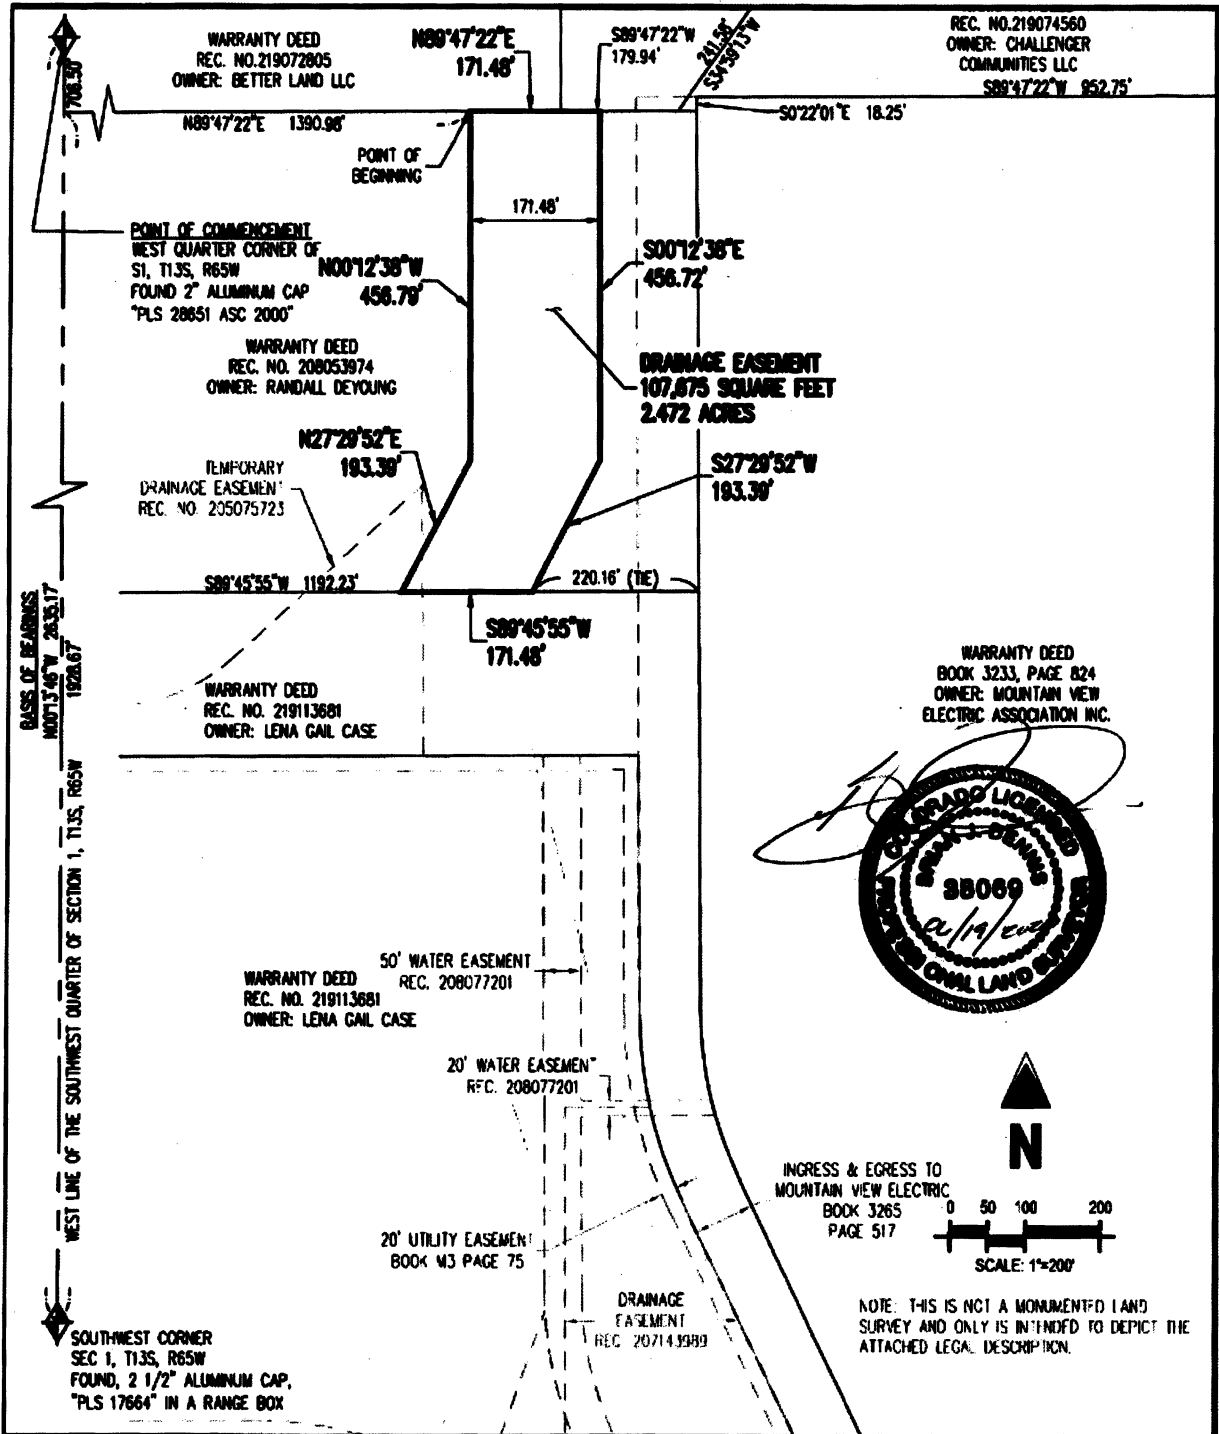 WARRANTY DEED
REC. NO.219072805
OWNER: BETTER LAND LLC
N89°47'22"E
171.48'
S89°47'22"W
179.94'
241.58'
S34°39'13"W
REC. NO.219074560
OWNER: CHALLENGER
COMMUNITIES LLC
S89°47'22"W 952.75'
706.50'
N89°47'22"E 1390.98'
S0°22'01"E 18.25'
POINT OF
BEGINNING
171.48'
POINT OF COMMENCEMENT
WEST QUARTER CORNER OF
S1, T13S, R65W
FOUND 2" ALUMINUM CAP
"PLS 28651 ASC 2000"
N00°12'38"W
456.79'
S00°12'38"E
456.72'
WARRANTY DEED
REC. NO. 208053974
OWNER: RANDALL DEYOUNG
DRAINAGE EASEMENT
107,675 SQUARE FEET
2.472 ACRES
N27°29'52"E
193.39'
S27°29'52"W
193.39'
TEMPORARY
DRAINAGE EASEMENT
REC. NO. 205075723
S89°45'55"W 1192.23'
220.16' (TIE)
S89°45'55"W
171.48'
BASIS OF BEARINGS
N00°13'46"W 2635.17'
1928.67'
WEST LINE OF THE SOUTHWEST QUARTER OF SECTION 1, T13S, R65W
WARRANTY DEED
REC. NO. 219113681
OWNER: LENA GAIL CASE
WARRANTY DEED
BOOK 3233, PAGE 824
OWNER: MOUNTAIN VIEW
ELECTRIC ASSOCIATION INC.
COLORADO LICENSED
BRIAN J. DENNIS
38069
PROFESSIONAL LAND SURVEYOR
50' WATER EASEMENT
REC. 208077201
WARRANTY DEED
REC. NO. 219113681
OWNER: LENA GAIL CASE
20' WATER EASEMENT
REC. 208077201
N
INGRESS & EGRESS TO
MOUNTAIN VIEW ELECTRIC
BOOK 3265
PAGE 517
0 50 100 200
SCALE: 1"=200'
20' UTILITY EASEMENT
BOOK M3 PAGE 75
DRAINAGE
EASEMENT
REC. 207143989
NOTE: THIS IS NOT A MONUMENTED LAND
SURVEY AND ONLY IS INTENDED TO DEPICT THE
ATTACHED LEGAL DESCRIPTION.
SOUTHWEST CORNER
SEC 1, T13S, R65W
FOUND, 2 1/2" ALUMINUM CAP,
"PLS 17664" IN A RANGE BOX